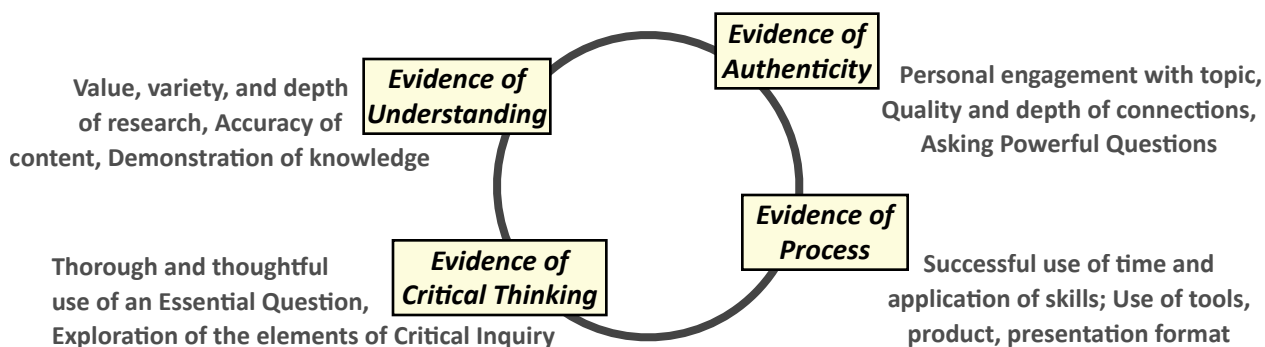 Evidence of
Understanding
Value, variety, and depth
of research, Accuracy of
content, Demonstration of knowledge
Evidence of
Authenticity
Personal engagement with topic,
Quality and depth of connections,
Asking Powerful Questions
Evidence of
Critical Thinking
Thorough and thoughtful
use of an Essential Question,
Exploration of the elements of Critical Inquiry
Evidence of
Process
Successful use of time and
application of skills; Use of tools,
product, presentation format